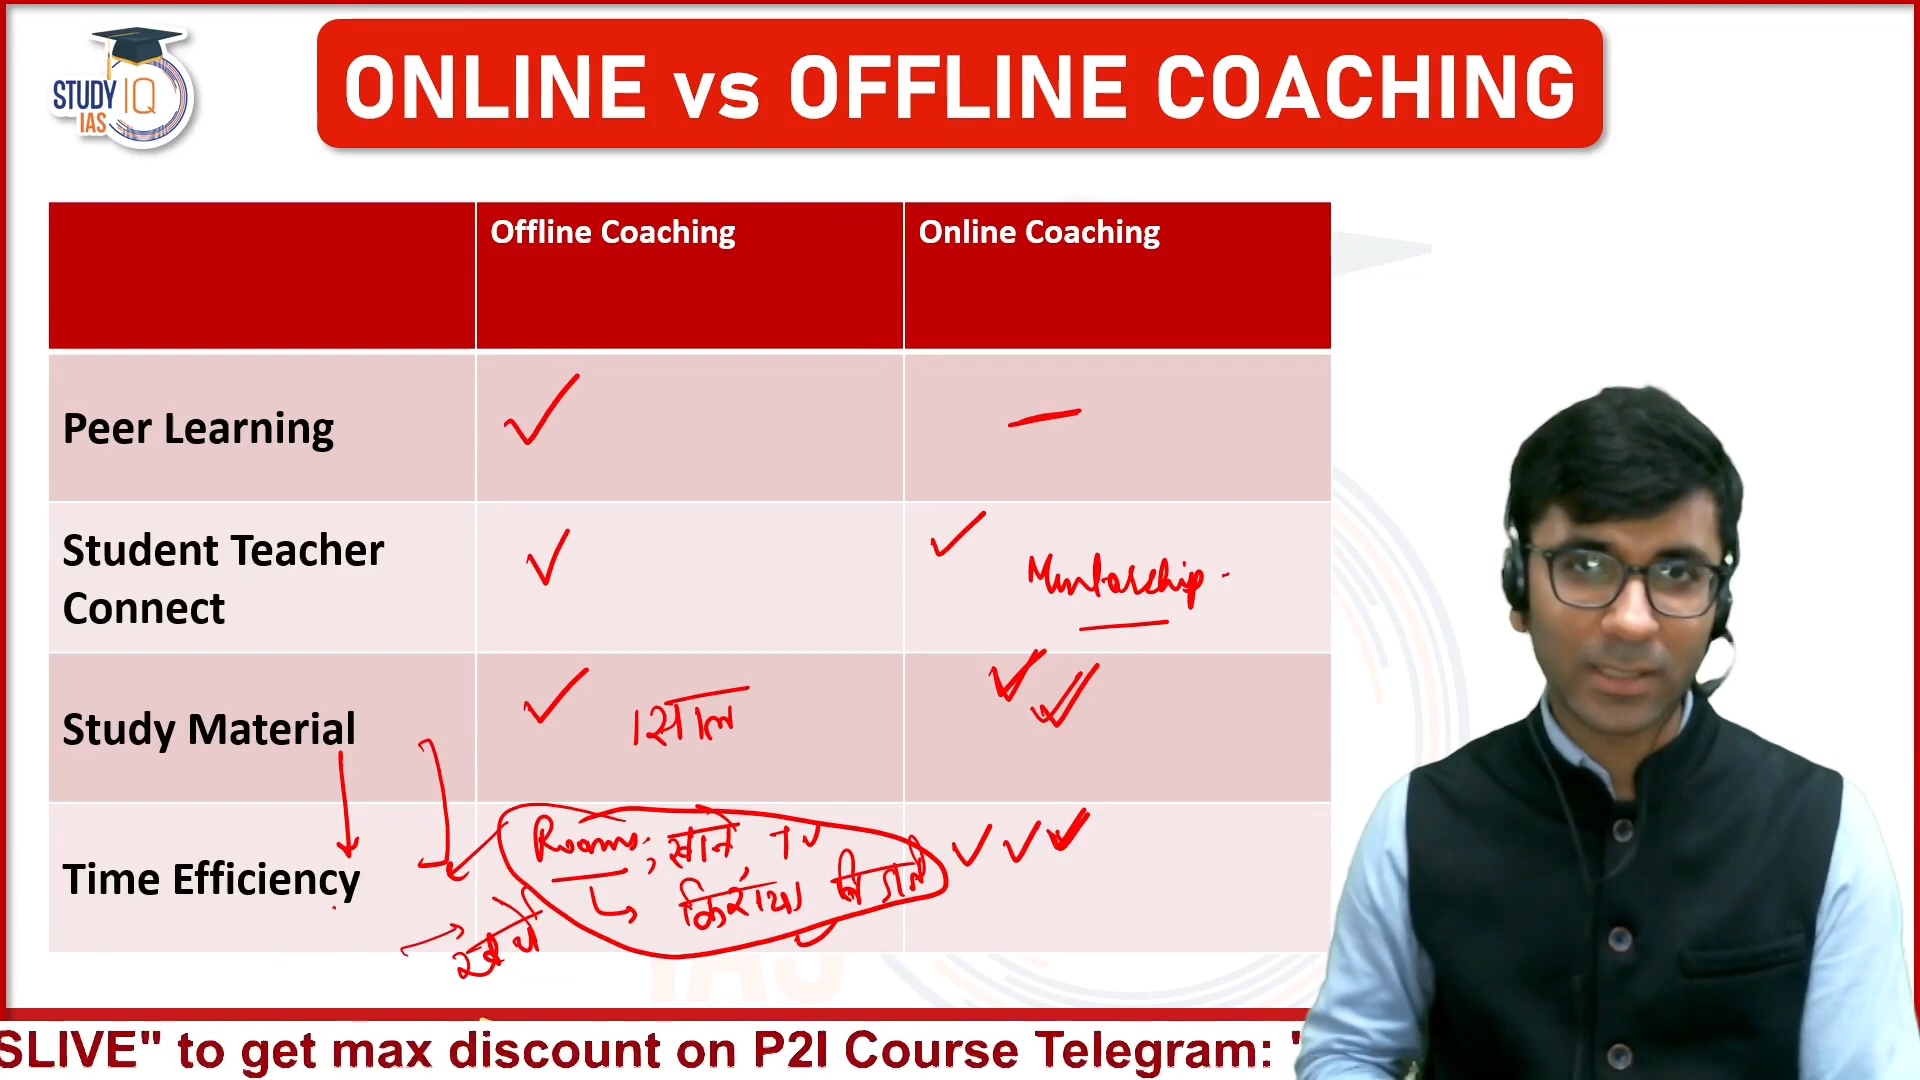 STUDY IQ
IAS
ONLINE vs OFFLINE COACHING
Offline Coaching
Online Coaching
Peer Learning
Student Teacher
Connect
Mentorship
Study Material
Time Efficiency
Rooms,
किराया
SLIVE" to get max discount on P2I Course Telegram: '